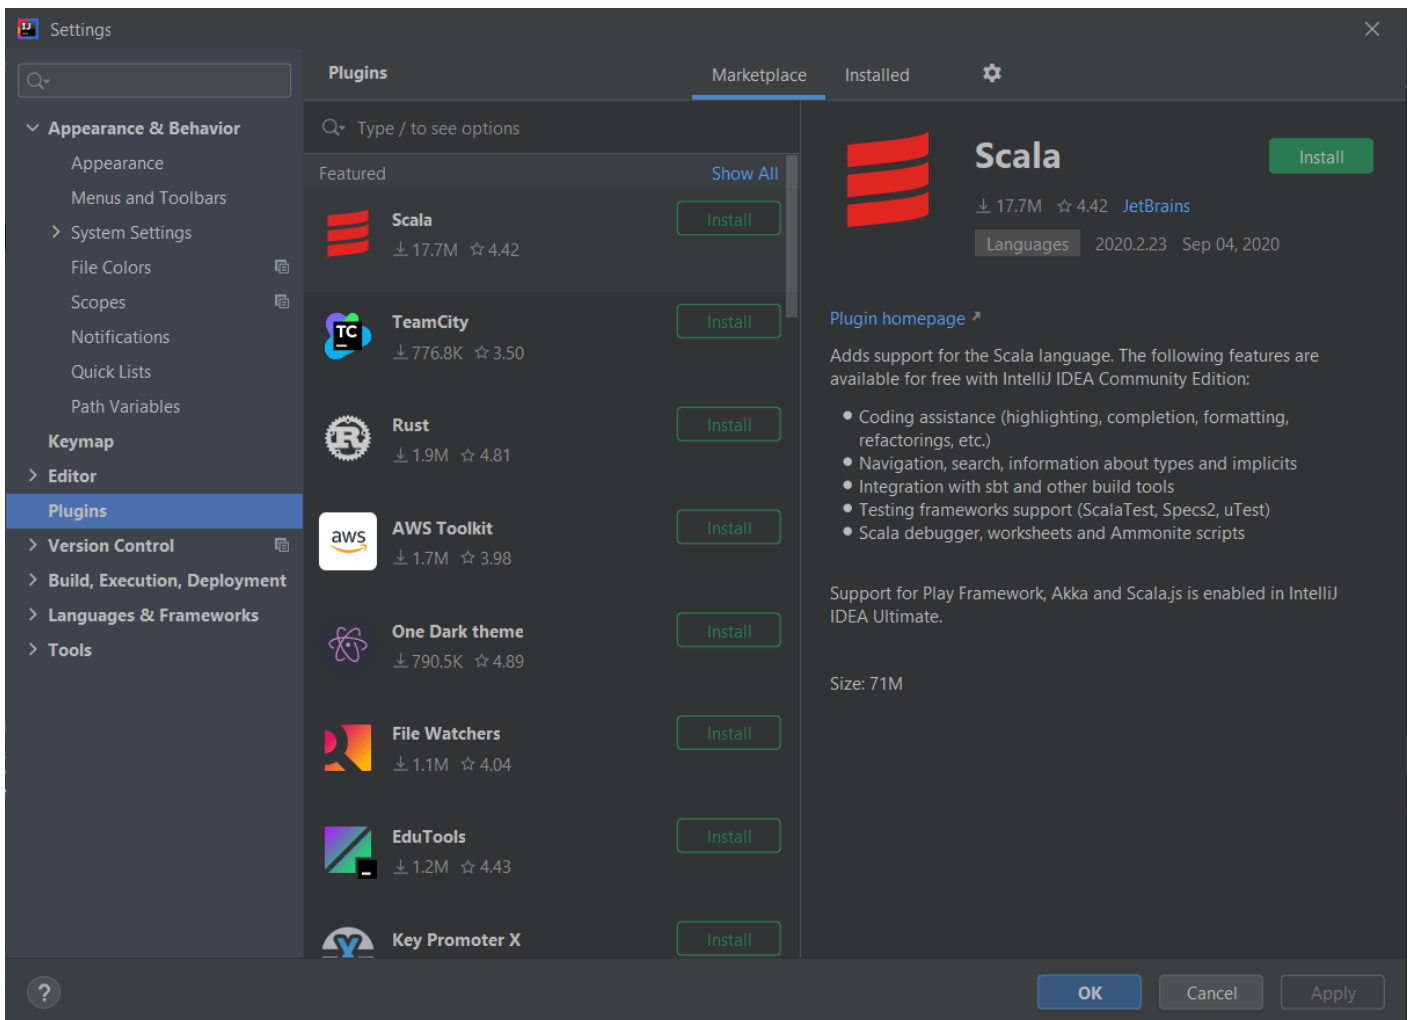 Settings
Appearance & Behavior
Appearance
Menus and Toolbars
System Settings
File Colors
Scopes
Notifications
Quick Lists
Path Variables
Keymap
Editor
Plugins
Version Control
Build, Execution, Deployment
Languages & Frameworks
Tools
Plugins
Marketplace
Installed
Type / to see options
Featured
Show All
Scala
17.7M 4.42
Install
TC
TeamCity
776.8K 3.50
Install
R
Rust
1.9M 4.81
Install
aws
AWS Toolkit
1.7M 3.98
Install
One Dark theme
790.5K 4.89
Install
File Watchers
1.1M 4.04
Install
EduTools
1.2M 4.43
Install
X
Key Promoter X
Install
Scala
Install
17.7M 4.42 JetBrains
Languages 2020.2.23 Sep 04, 2020
Plugin homepage
Adds support for the Scala language. The following features are
available for free with IntelliJ IDEA Community Edition:
Coding assistance (highlighting, completion, formatting,
refactorings, etc.)
Navigation, search, information about types and implicits
Integration with sbt and other build tools
Testing frameworks support (ScalaTest, Specs2, uTest)
Scala debugger, worksheets and Ammonite scripts
Support for Play Framework, Akka and Scala.js is enabled in IntelliJ
IDEA Ultimate.
Size: 71M
?
OK
Cancel
Apply